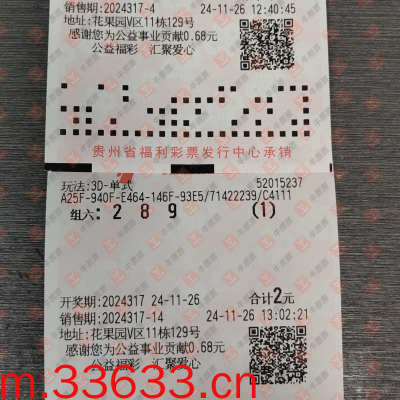 销售期:2024317-4 24-11-26 12:40:45
地址:花果园V区11栋129号
感谢您为公益事业贡献0.68元
公益福彩 汇聚爱心
贵州省福利彩票发行中心承销
玩法:3D-单式 52015237
A25F-940F-E464-146F-93E5/71422239/C4111
组六: 2 8 9 (1)
开奖期:2024317 24-11-26 合计2元
销售期:2024317-14 24-11-26 13:02:21
地址:花果园V区11栋129号
感谢您为公益事业贡献0.68元
公益福彩 汇聚爱心
m.33633.cn